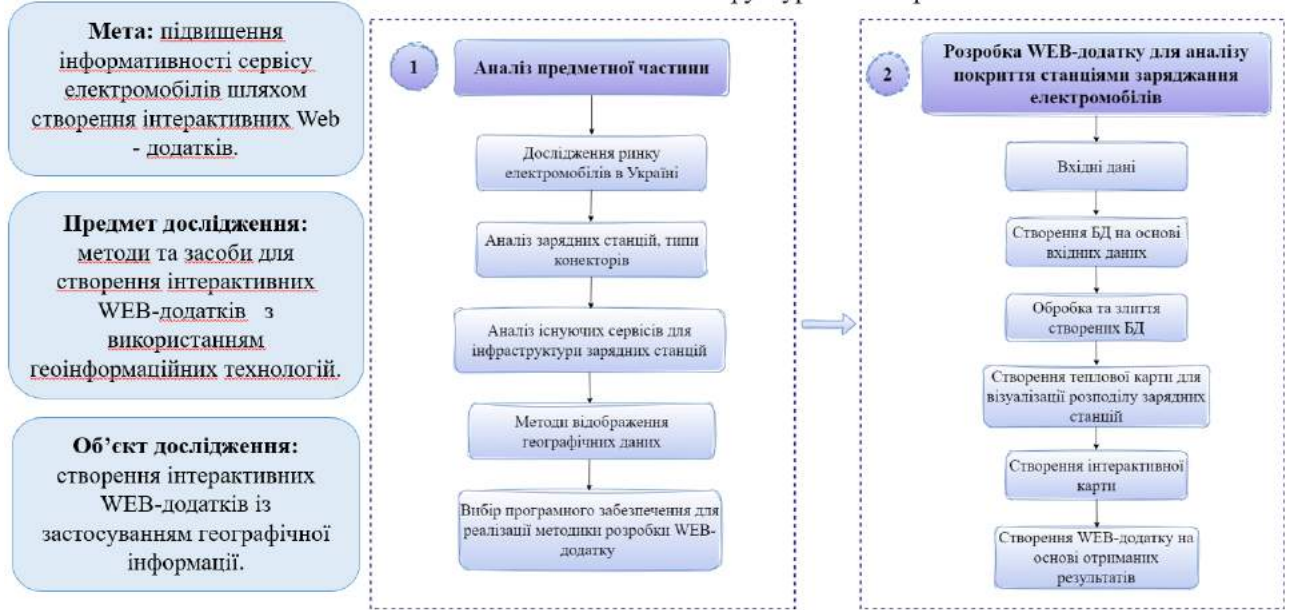 Мета: підвищення
інформативності сервісу
електромобілів шляхом
створення інтерактивних Web
- додатків.
Предмет дослідження:
методи та засоби для
створення інтерактивних
WEB-додатків з
використанням
геоінформаційних технологій.
Об’єкт дослідження:
створення інтерактивних
WEB-додатків із
застосуванням географічної
інформації.
1
Аналіз предметної частини
Дослідження ринку
електромобілів в Україні
Аналіз зарядних станцій, типи
конекторів
Аналіз існуючих сервісів для
інфраструктури зарядних станцій
Методи відображення
географічних даних
Вибір програмного забезпечення для
реалізації методики розробки WEB-
додатку
2
Розробка WEB-додатку для аналізу
покриття станціями заряджання
електромобілів
Вхідні дані
Створення БД на основі
вхідних даних
Обробка та злиття
створених БД
Створення теплової карти для
візуалізації розподілу зарядних
станцій
Створення інтерактивної
карти
Створення WEB-додатку на
основі отриманих
результатів